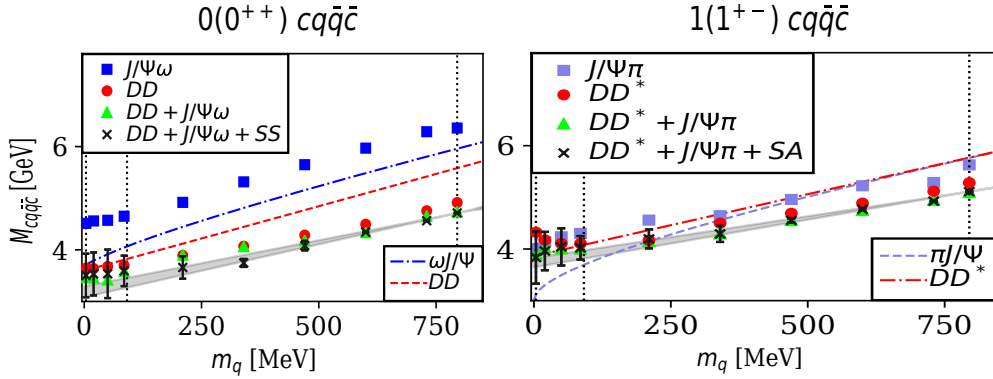 0(0⁺⁺) cqq̄c̄
J/Ψω
DD
DD + J/Ψω
DD + J/Ψω + SS
6
4
M_{cqq̄c̄} [GeV]
ωJ/Ψ
DD
0
250
500
750
m_q [MeV]
1(1⁺⁻) cqq̄c̄
J/Ψπ
DD*
DD* + J/Ψπ
DD* + J/Ψπ + SA
6
4
πJ/Ψ
DD*
0
250
500
750
m_q [MeV]